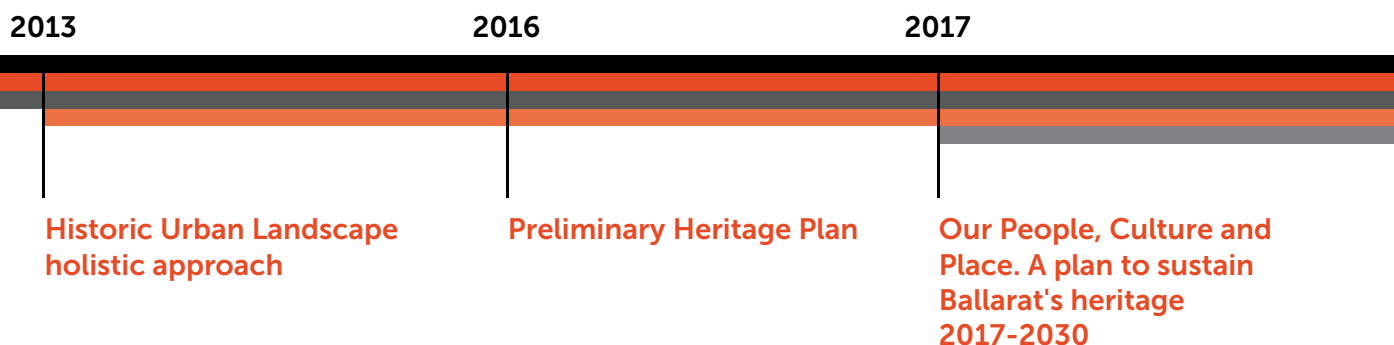 2013
2016
2017
Historic Urban Landscape
holistic approach
Preliminary Heritage Plan
Our People, Culture and
Place. A plan to sustain
Ballarat's heritage
2017-2030